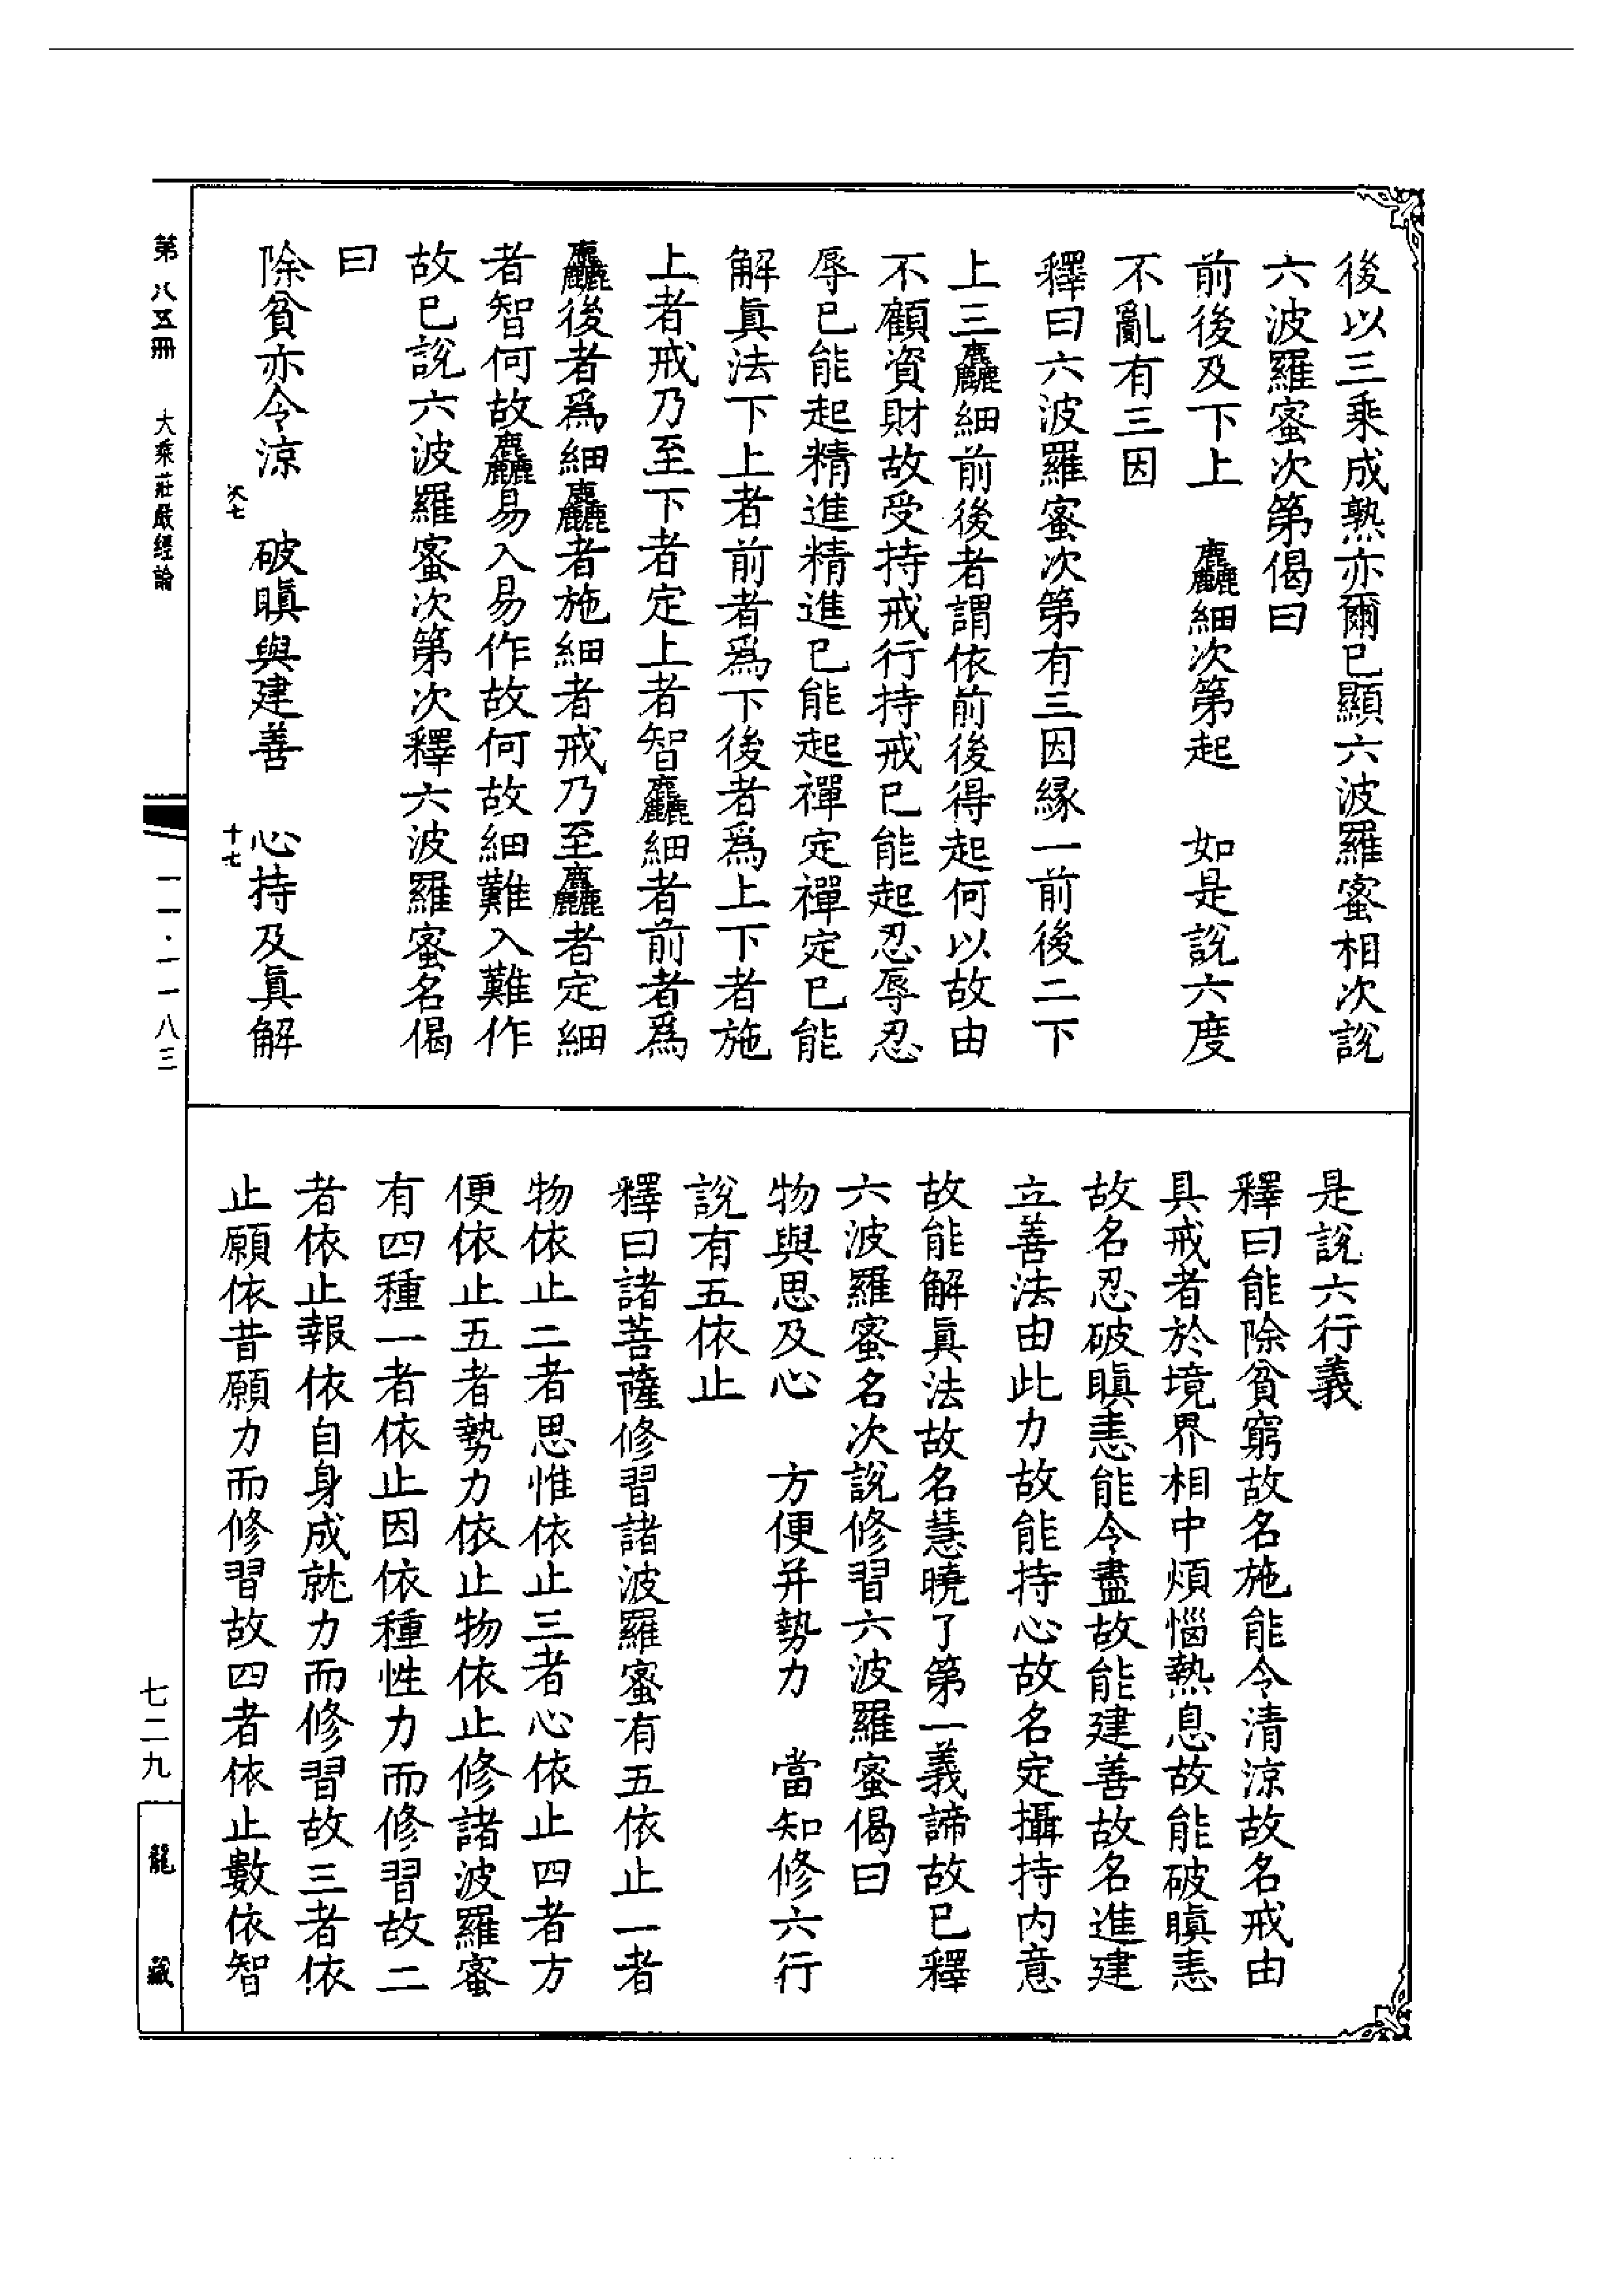 後以三乘成熟亦爾已顯六波羅蜜相次說
六波羅蜜次第偈曰
前後及下上　麤細次第起　如是說六度
不亂有三因
釋曰六波羅蜜次第有三因緣一前後二下
上三麤細前後者謂依前後得起何以故由
不顧資財故受持戒行持戒已能起忍辱忍
辱已能起精進精進已能起禪定禪定已能
解眞法下上者前者爲下後者爲上下者施
上者戒乃至下者定上者智麤細者前者爲
麤後者爲細麤者施細者戒乃至麤者定細
者智何故麤易入易作故何故細難入難作
故已說六波羅蜜次第次釋六波羅蜜名偈
曰
除貧亦令涼　破瞋與建善　心持及眞解
是說六行義
釋曰能除貧窮故名施能令清涼故名戒由
具戒者於境界相中煩惱熱息故能破瞋恚
故名忍破瞋恚能令盡故能建善故名進建
立善法由此力故能持心故名定攝持內意
故能解眞法故名慧曉了第一義諦故已釋
六波羅蜜名次說修習六波羅蜜偈曰
物與思及心　方便并勢力　當知修六行
說有五依止
釋曰諸菩薩修習諸波羅蜜有五依止一者
物依止二者思惟依止三者心依止四者方
便依止五者勢力依止物依止修諸波羅蜜
有四種一者依止因依種性力而修習故二
者依止報依自身成就力而修習故三者依
止願依昔願力而修習故四者依止數依智
第八五冊　大乘莊嚴經論
一一·一一八三
七二九
龍藏
十七